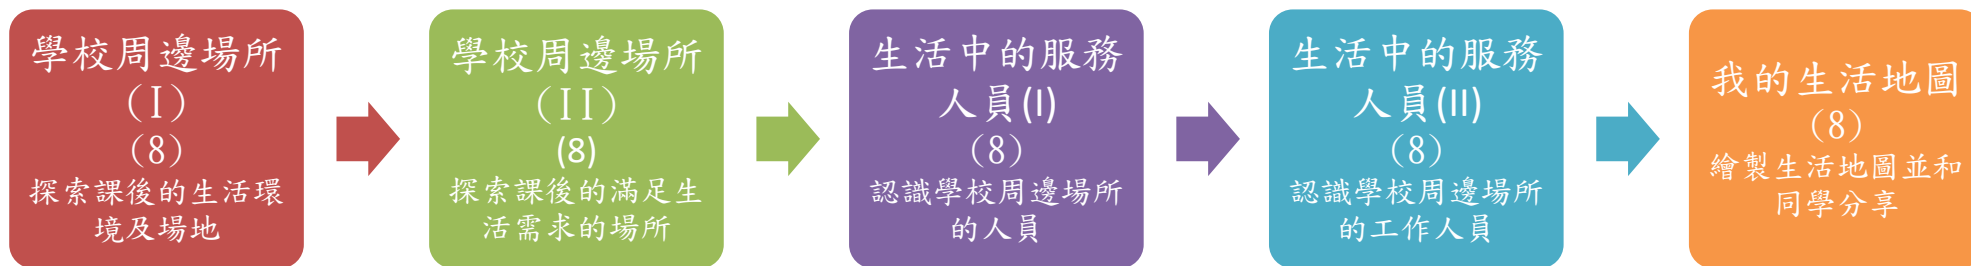 學校周邊場所
（I）
（8）
探索課後的生活環
境及場地
學校周邊場所
（II）
(8)
探索課後的滿足生
活需求的場所
生活中的服務
人員(I)
（8）
認識學校周邊場所
的人員
生活中的服務
人員(II)
（8）
認識學校周邊場所
的工作人員
我的生活地圖
（8）
繪製生活地圖並和
同學分享